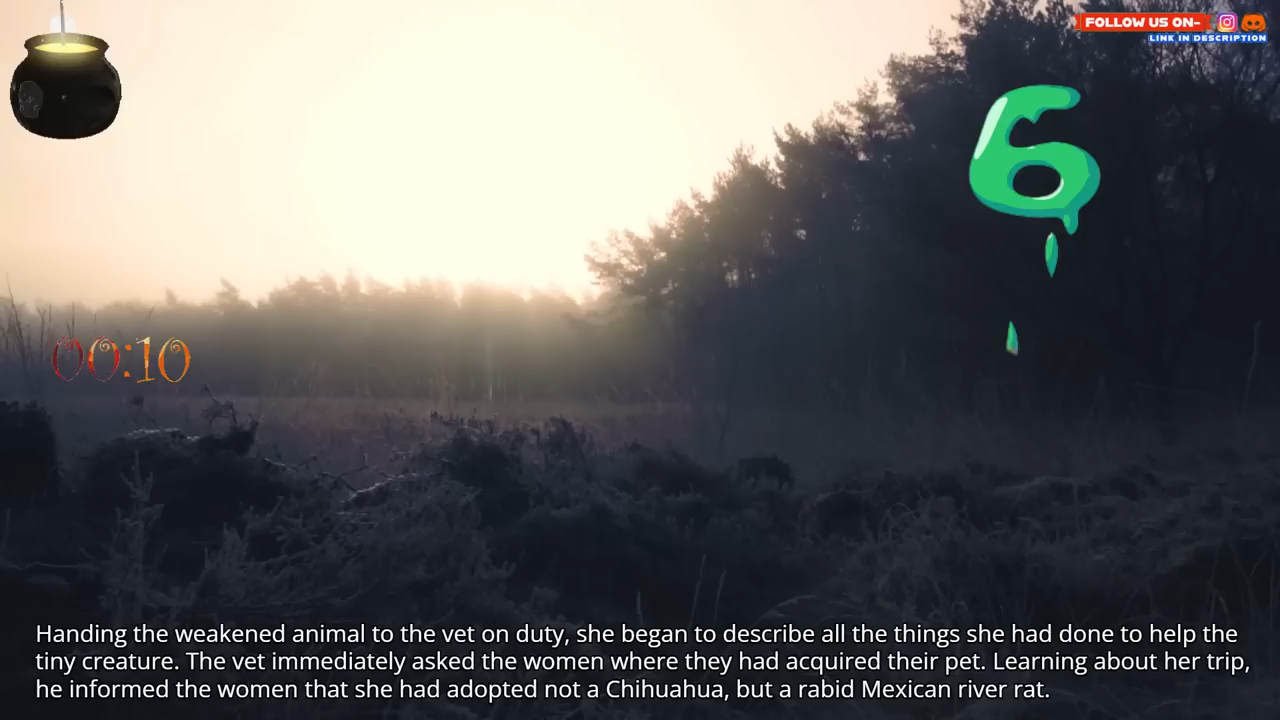 FOLLOW US ON-
LINK IN DESCRIPTION
6
00:10
Handing the weakened animal to the vet on duty, she began to describe all the things she had done to help the
tiny creature. The vet immediately asked the women where they had acquired their pet. Learning about her trip,
he informed the women that she had adopted not a Chihuahua, but a rabid Mexican river rat.